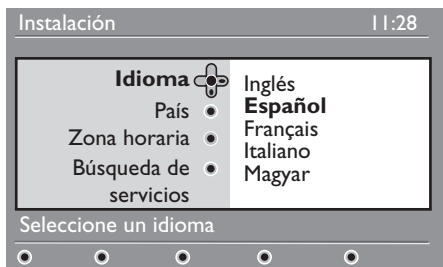 Instalación 11:28
Idioma
País
Zona horaria
Búsqueda de
servicios
Inglés
Español
Français
Italiano
Magyar
Seleccione un idioma